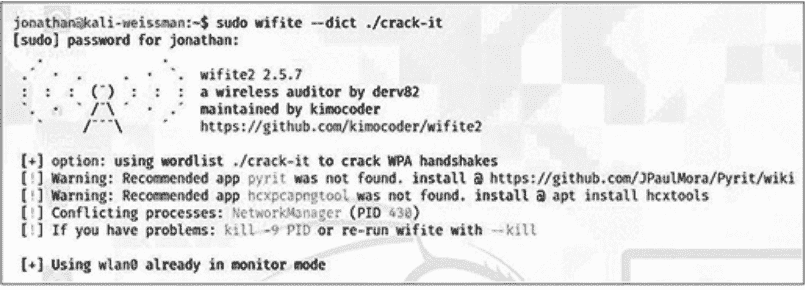 jonathan@kali-weissman:~$ sudo wifite --dict ./crack-it
[sudo] password for jonathan:
wifite2 2.5.7
a wireless auditor by derv82
maintained by kimocoder
https://github.com/kimocoder/wifite2
[+] option: using wordlist ./crack-it to crack WPA handshakes
[!] Warning: Recommended app pyrit was not found. install @ https://github.com/JPaulMora/Pyrit/wiki
[!] Warning: Recommended app hcxpcapngtool was not found. install @ apt install hcxtools
[!] Conflicting processes: NetworkManager (PID 430)
[!] If you have problems: kill -9 PID or re-run wifite with --kill
[+] Using wlan0 already in monitor mode